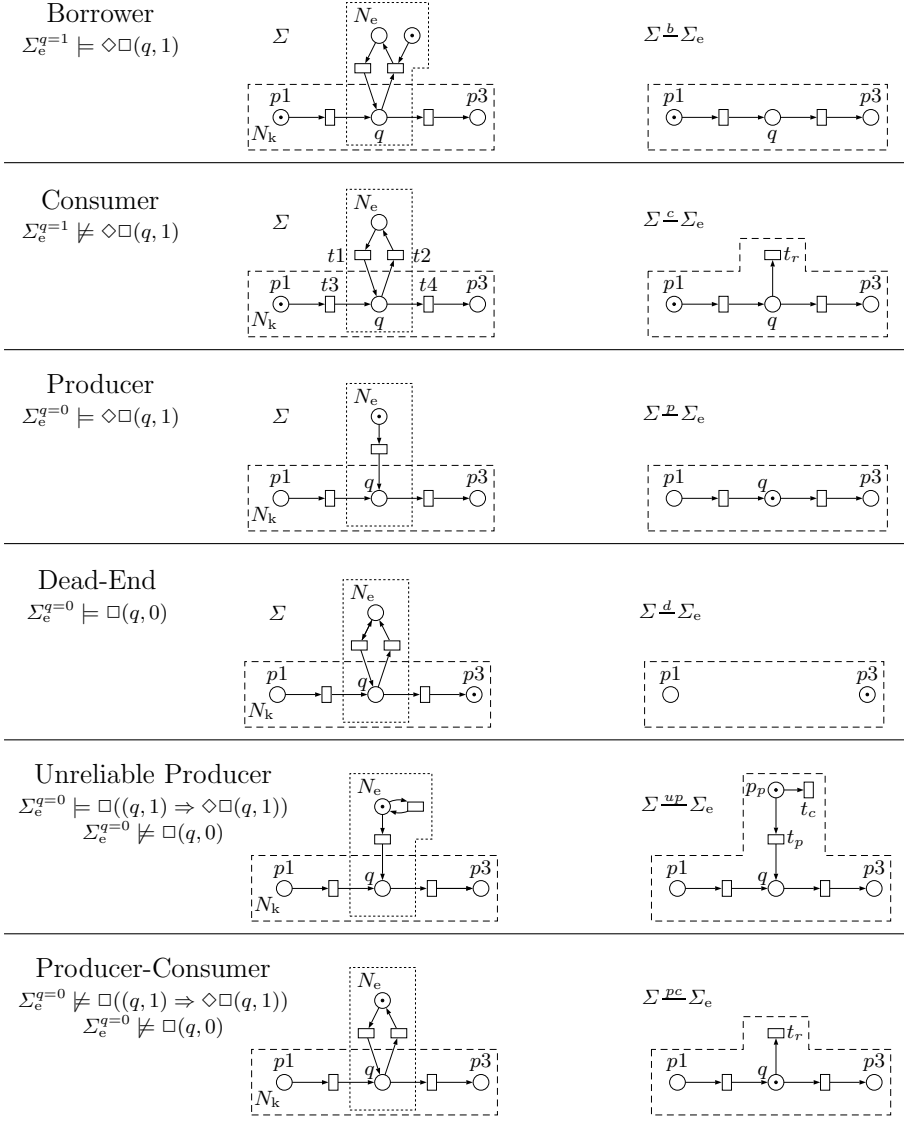 Borrower
Σ_e^{q=1} ⊨ ◇□(q, 1)
Σ
N_e
p1
p3
N_k
q
Σ b Σ_e
p1
p3
q
Consumer
Σ_e^{q=1} ⊭ ◇□(q, 1)
Σ
N_e
t1
t2
p1
t3
t4
p3
N_k
q
Σ c Σ_e
t_r
p1
p3
q
Producer
Σ_e^{q=0} ⊨ ◇□(q, 1)
Σ
N_e
p1
q
p3
N_k
Σ p Σ_e
p1
q
p3
Dead-End
Σ_e^{q=0} ⊨ □(q, 0)
Σ
N_e
p1
q
p3
N_k
Σ d Σ_e
p1
p3
Unreliable Producer
Σ_e^{q=0} ⊨ □((q, 1) ⇒ ◇□(q, 1))
Σ_e^{q=0} ⊭ □(q, 0)
N_e
p1
q
p3
N_k
Σ up Σ_e
p_p
t_c
t_p
p1
q
p3
Producer-Consumer
Σ_e^{q=0} ⊭ □((q, 1) ⇒ ◇□(q, 1))
Σ_e^{q=0} ⊭ □(q, 0)
N_e
p1
q
p3
N_k
Σ pc Σ_e
t_r
p1
q
p3